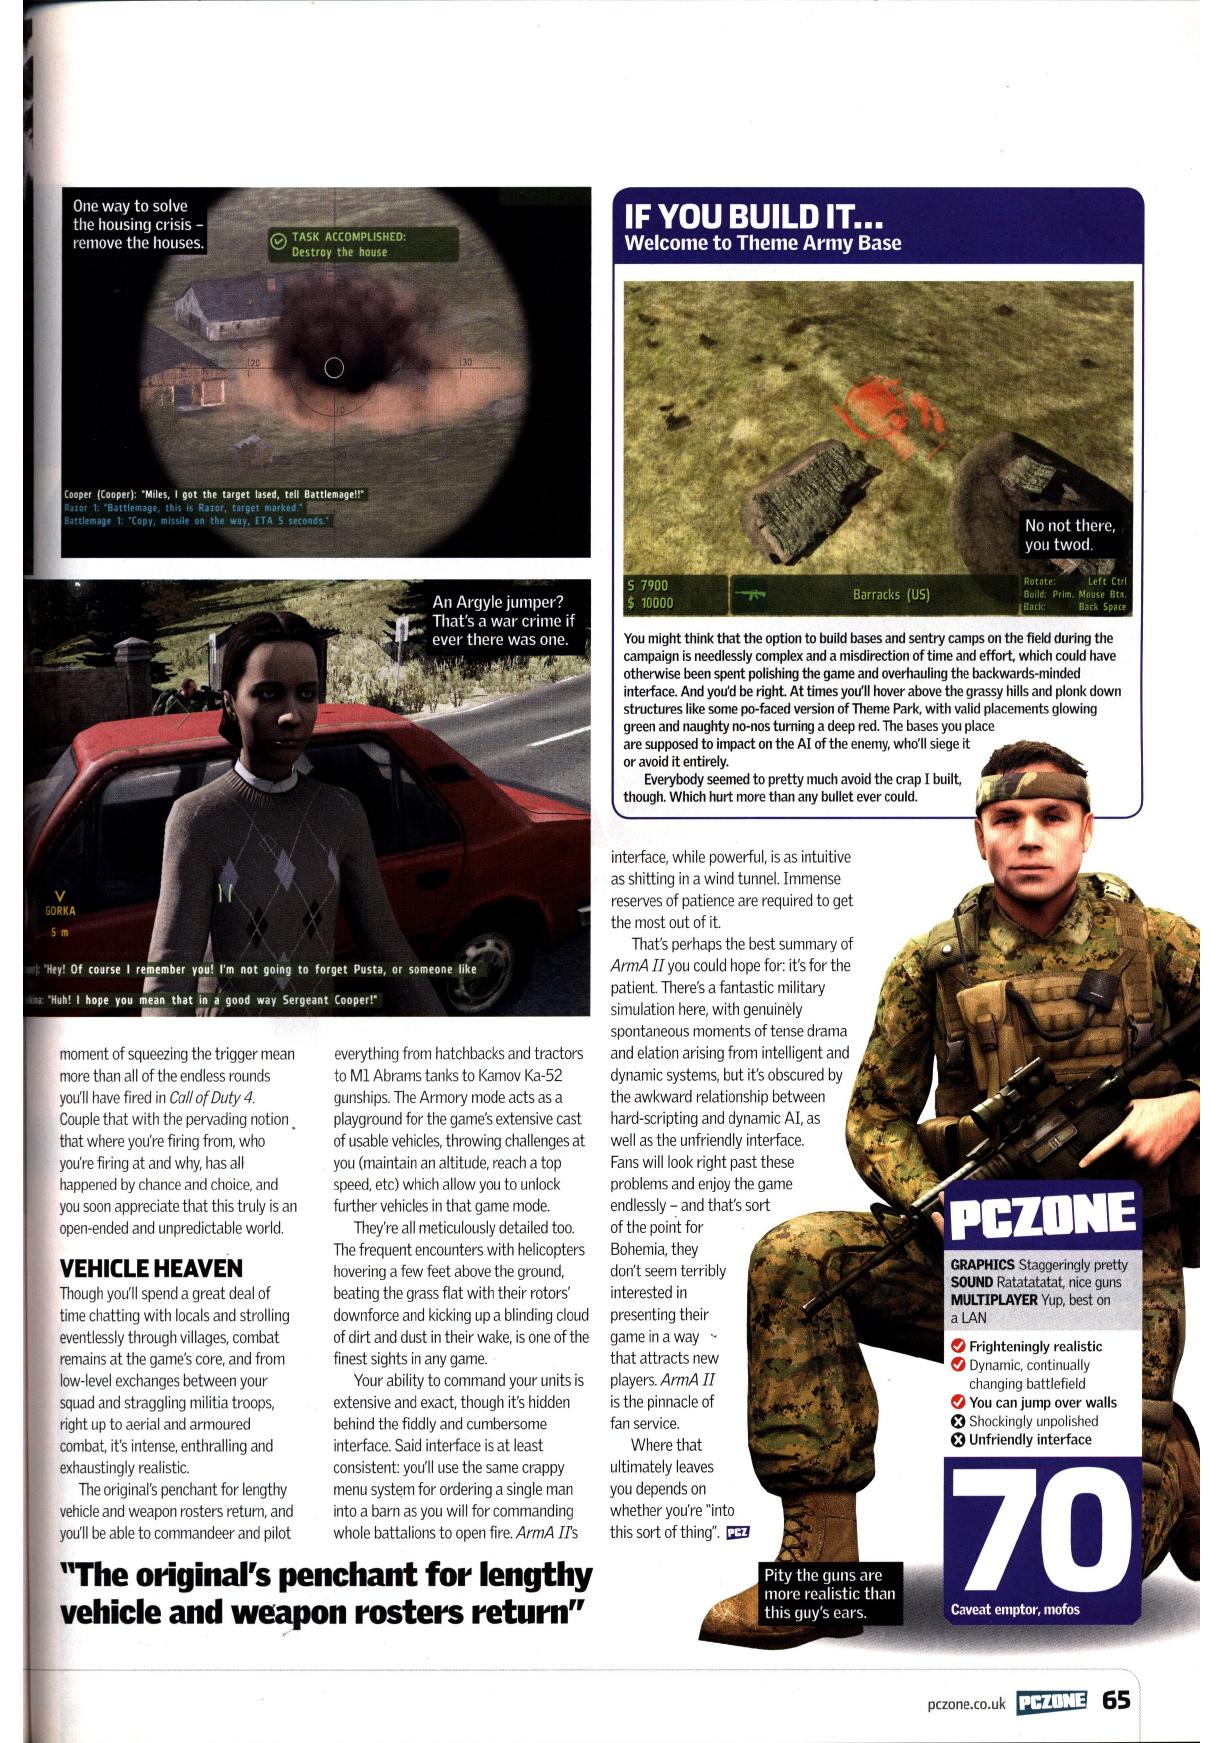 One way to solve
the housing crisis –
remove the houses.
TASK ACCOMPLISHED:
Destroy the house
20
30
10
20
Cooper (Cooper): "Miles, I got the target lased, tell Battlemage!!"
Razor 1: "Battlemage, this is Razor, target marked."
Battlemage 1: "Copy, missile on the way, ETA 5 seconds."
An Argyle jumper?
That's a war crime if
ever there was one.
GORKA
5 m
"Hey! Of course I remember you! I'm not going to forget Pusta, or someone like
"Huh! I hope you mean that in a good way Sergeant Cooper!"
moment of squeezing the trigger mean
more than all of the endless rounds
you'll have fired in Call of Duty 4.
Couple that with the pervading notion
that where you're firing from, who
you're firing at and why, has all
happened by chance and choice, and
you soon appreciate that this truly is an
open-ended and unpredictable world.
VEHICLE HEAVEN
Though you'll spend a great deal of
time chatting with locals and strolling
eventlessly through villages, combat
remains at the game's core, and from
low-level exchanges between your
squad and straggling militia troops,
right up to aerial and armoured
combat, it's intense, enthralling and
exhaustingly realistic.
The original's penchant for lengthy
vehicle and weapon rosters return, and
you'll be able to commandeer and pilot
everything from hatchbacks and tractors
to M1 Abrams tanks to Kamov Ka-52
gunships. The Armory mode acts as a
playground for the game's extensive cast
of usable vehicles, throwing challenges at
you (maintain an altitude, reach a top
speed, etc) which allow you to unlock
further vehicles in that game mode.
They're all meticulously detailed too.
The frequent encounters with helicopters
hovering a few feet above the ground,
beating the grass flat with their rotors'
downforce and kicking up a blinding cloud
of dirt and dust in their wake, is one of the
finest sights in any game.
Your ability to command your units is
extensive and exact, though it's hidden
behind the fiddly and cumbersome
interface. Said interface is at least
consistent: you'll use the same crappy
menu system for ordering a single man
into a barn as you will for commanding
whole battalions to open fire. ArmA II's
"The original's penchant for lengthy
vehicle and weapon rosters return"
IF YOU BUILD IT...
Welcome to Theme Army Base
No not there,
you twod.
S 7900
$ 10000
Barracks (US)
Rotate: Left Ctrl
Build: Prim. Mouse Btn.
Back: Back Space
You might think that the option to build bases and sentry camps on the field during the
campaign is needlessly complex and a misdirection of time and effort, which could have
otherwise been spent polishing the game and overhauling the backwards-minded
interface. And you'd be right. At times you'll hover above the grassy hills and plonk down
structures like some po-faced version of Theme Park, with valid placements glowing
green and naughty no-nos turning a deep red. The bases you place
are supposed to impact on the AI of the enemy, who'll siege it
or avoid it entirely.
Everybody seemed to pretty much avoid the crap I built,
though. Which hurt more than any bullet ever could.
interface, while powerful, is as intuitive
as shitting in a wind tunnel. Immense
reserves of patience are required to get
the most out of it.
That's perhaps the best summary of
ArmA II you could hope for: it's for the
patient. There's a fantastic military
simulation here, with genuinely
spontaneous moments of tense drama
and elation arising from intelligent and
dynamic systems, but it's obscured by
the awkward relationship between
hard-scripting and dynamic AI, as
well as the unfriendly interface.
Fans will look right past these
problems and enjoy the game
endlessly – and that's sort
of the point for
Bohemia, they
don't seem terribly
interested in
presenting their
game in a way
that attracts new
players. ArmA II
is the pinnacle of
fan service.
Where that
ultimately leaves
you depends on
whether you're "into
this sort of thing". PCZ
PCZONE
GRAPHICS Staggeringly pretty
SOUND Ratatatatat, nice guns
MULTIPLAYER Yup, best on
a LAN
Frighteningly realistic
Dynamic, continually
changing battlefield
You can jump over walls
Shockingly unpolished
Unfriendly interface
70
Caveat emptor, mofos
Pity the guns are
more realistic than
this guy's ears.
pczone.co.uk PCZONE 65